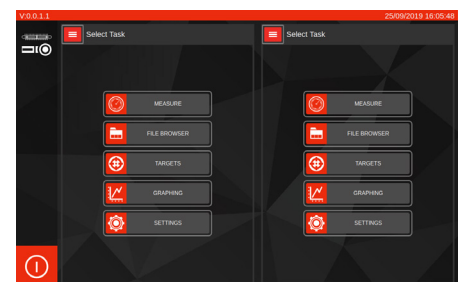 V:0.0.1.1 25/09/2019 16:05:48
Select Task Select Task
MEASURE MEASURE
FILE BROWSER FILE BROWSER
TARGETS TARGETS
GRAPHING GRAPHING
SETTINGS SETTINGS